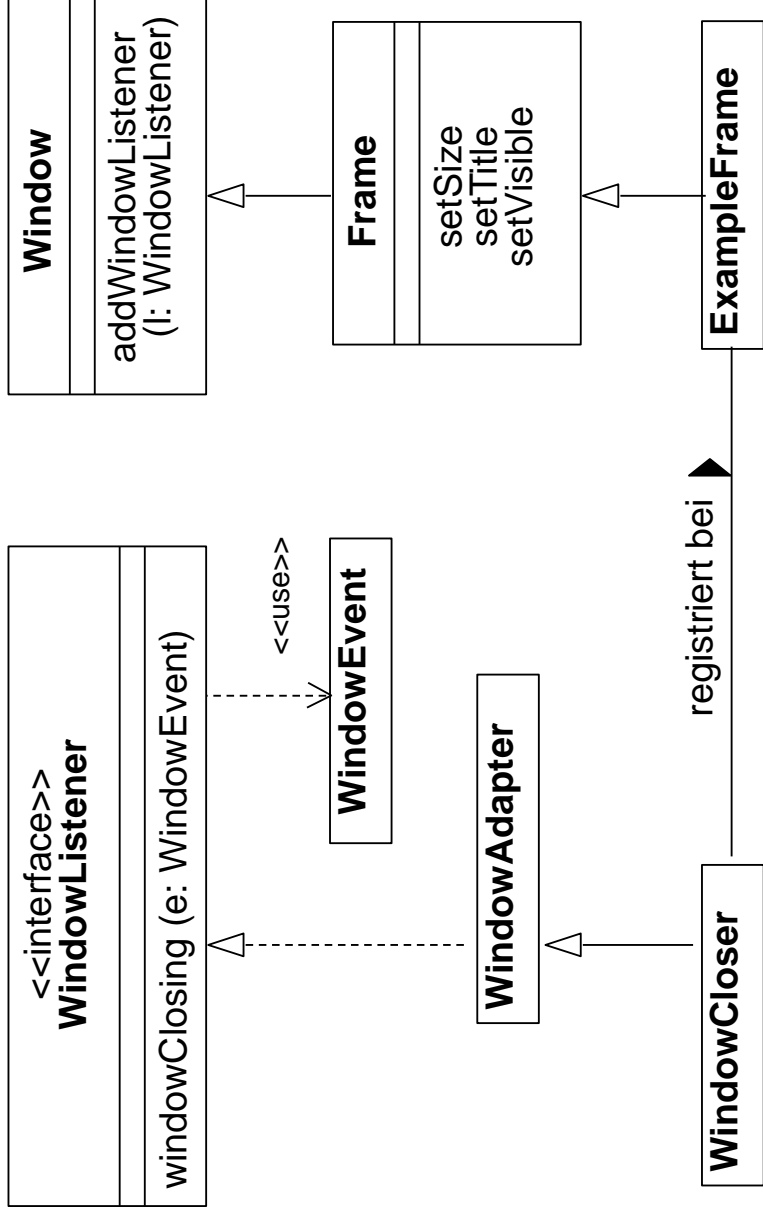 <<interface>>
WindowListener
windowClosing (e: WindowEvent)
<<use>>
WindowEvent
WindowAdapter
WindowCloser
registriert bei
Window
addWindowListener
(l: WindowListener)
Frame
setSize
setTitle
setVisible
ExampleFrame